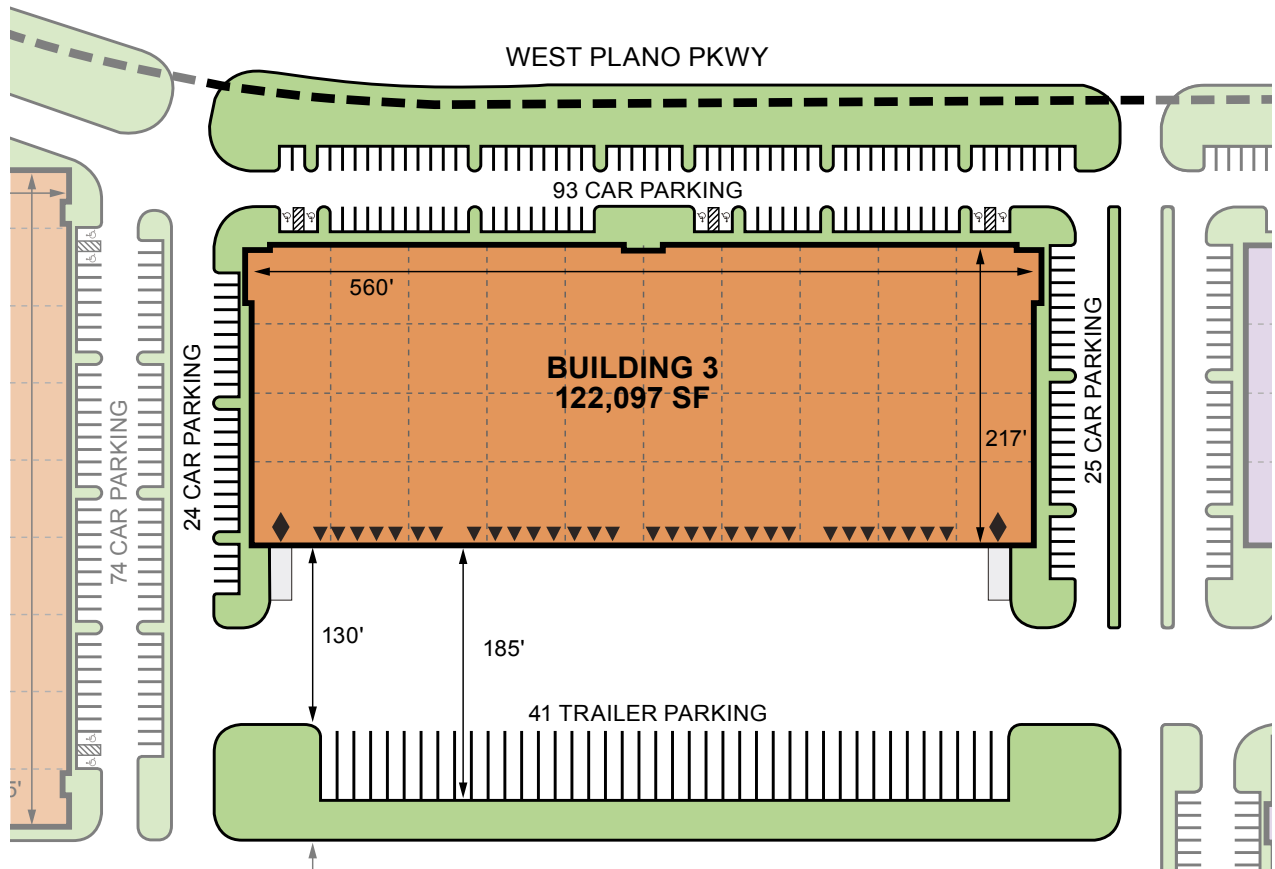 WEST PLANO PKWY
93 CAR PARKING
560'
BUILDING 3
122,097 SF
217'
24 CAR PARKING
25 CAR PARKING
74 CAR PARKING
130'
185'
41 TRAILER PARKING
5'